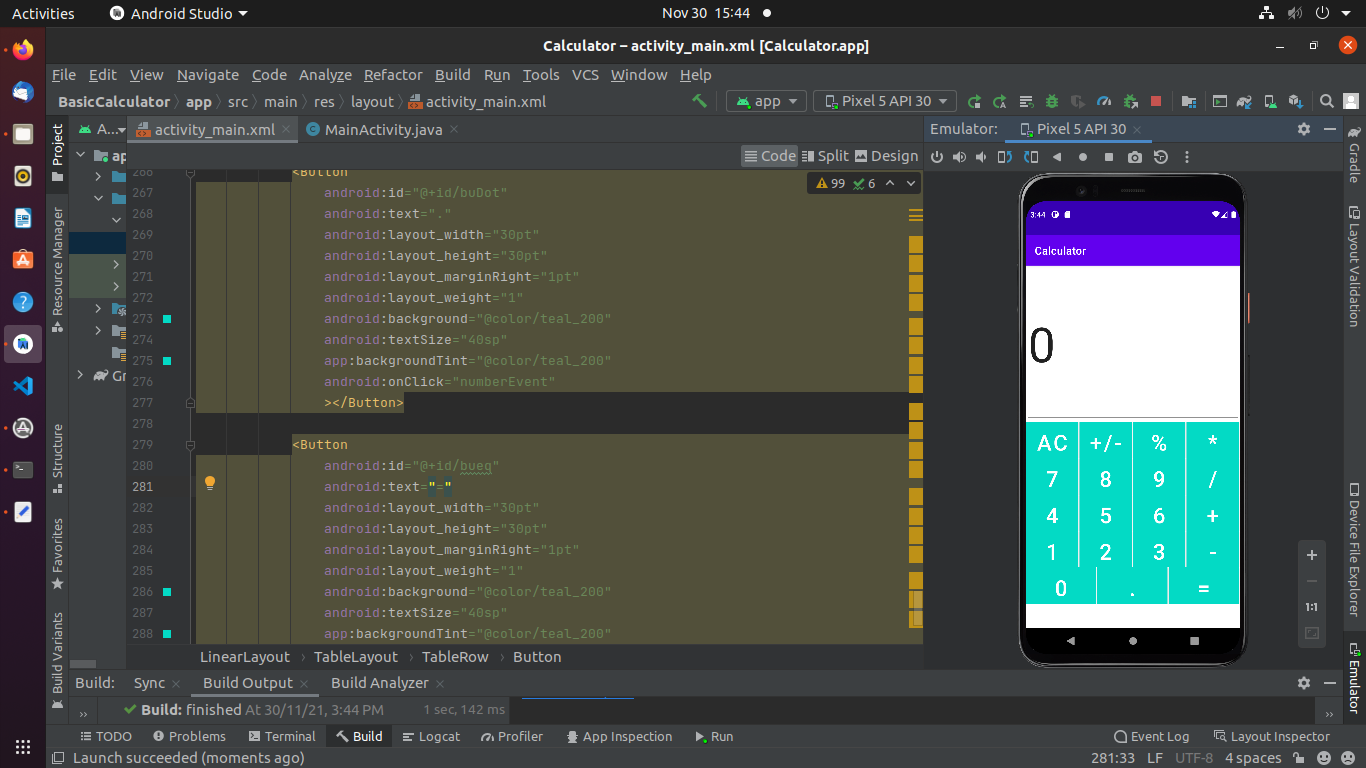 Activities Android Studio Nov 30 15:44
Calculator – activity_main.xml [Calculator.app]
File Edit View Navigate Code Analyze Refactor Build Run Tools VCS Window Help
BasicCalculator app src main res layout activity_main.xml app Pixel 5 API 30
A... activity_main.xml MainActivity.java Emulator: Pixel 5 API 30
Code Split Design
Project
Resource Manager
Structure
Favorites
Build Variants
ap
Gr
99 6
266 <Button
267 android:id="@+id/buDot"
268 android:text="."
269 android:layout_width="30pt"
270 android:layout_height="30pt"
271 android:layout_marginRight="1pt"
272 android:layout_weight="1"
273 android:background="@color/teal_200"
274 android:textSize="40sp"
275 app:backgroundTint="@color/teal_200"
276 android:onClick="numberEvent"
277 ></Button>
278
279 <Button
280 android:id="@+id/bueq"
281 android:text="="
282 android:layout_width="30pt"
283 android:layout_height="30pt"
284 android:layout_marginRight="1pt"
285 android:layout_weight="1"
286 android:background="@color/teal_200"
287 android:textSize="40sp"
288 app:backgroundTint="@color/teal_200"
LinearLayout TableLayout TableRow Button
3:44
Calculator
0
AC +/- % *
7 8 9 /
4 5 6 +
1 2 3 -
0 . =
1:1
Gradle
Layout Validation
Device File Explorer
Emulator
Build: Sync Build Output Build Analyzer
Build: finished At 30/11/21, 3:44 PM 1 sec, 142 ms
TODO Problems Terminal Build Logcat Profiler App Inspection Run Event Log Layout Inspector
Launch succeeded (moments ago) 281:33 LF UTF-8 4 spaces